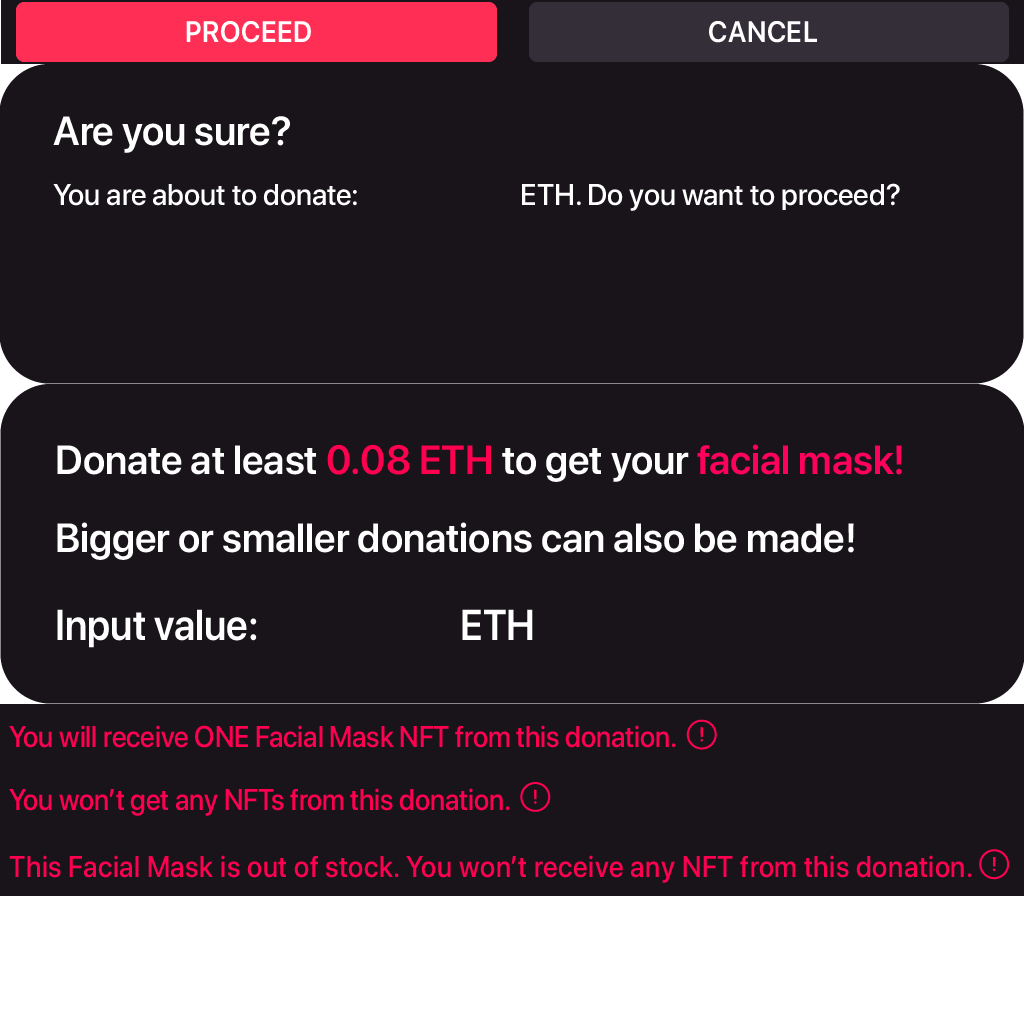 PROCEED CANCEL
Are you sure?
You are about to donate: ETH. Do you want to proceed?
Donate at least 0.08 ETH to get your facial mask!
Bigger or smaller donations can also be made!
Input value: ETH
You will receive ONE Facial Mask NFT from this donation. !
You won’t get any NFTs from this donation. !
This Facial Mask is out of stock. You won’t receive any NFT from this donation. !